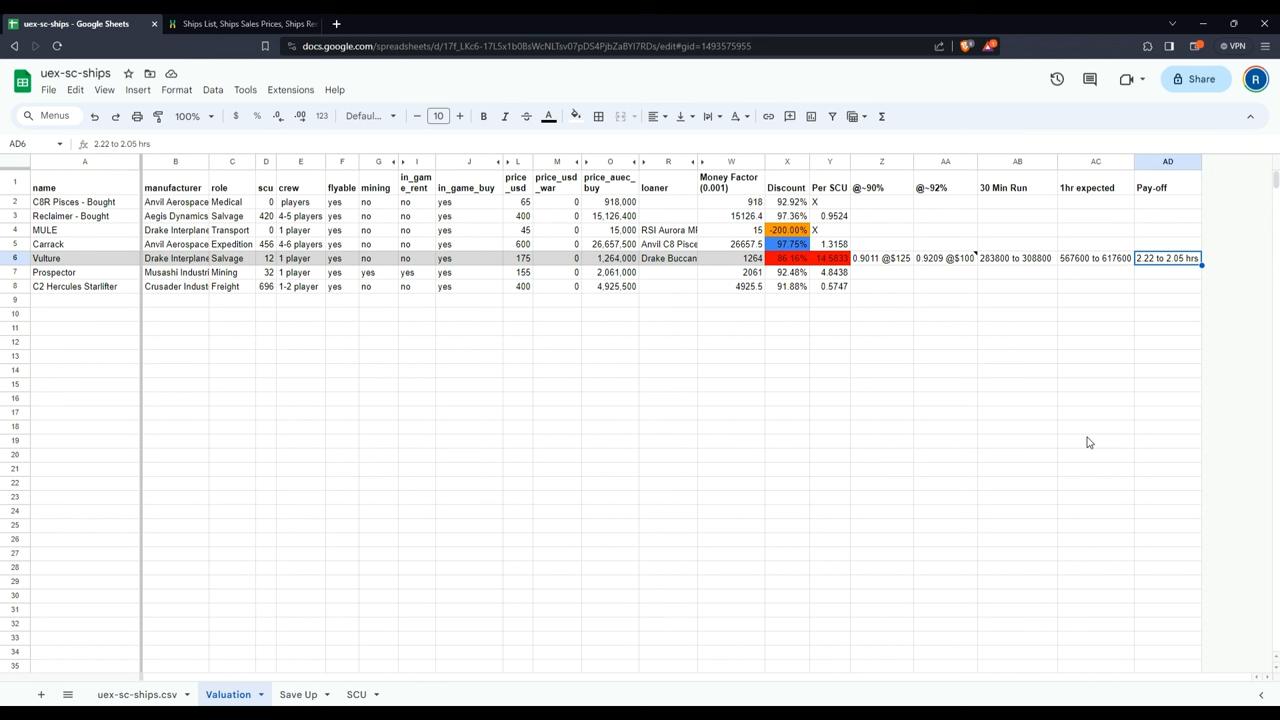 uex-sc-ships - Google Sheets
Ships List, Ships Sales Prices, Ships Re
docs.google.com/spreadsheets/d/17f_LKc6-17L5x1b0BsWcNLTsv07pDS4PjbZaBYI7RDs/edit#gid=1493575955
VPN
uex-sc-ships
File Edit View Insert Format Data Tools Extensions Help
Share
R
Menus 100% $ % .0 .00 123 Defaul... 10 B I A
AD6 fx 2.22 to 2.05 hrs
A B C D E F G I J L M O R W X Y Z AA AB AC AD
1 name manufacturer role scu crew flyable mining in_game_rent in_game_buy price_usd price_usd_war price_auec_buy loaner Money Factor (0.001) Discount Per SCU @~90% @~92% 30 Min Run 1hr expected Pay-off
2 C8R Pisces - Bought Anvil Aerospace Medical 0 players yes no no yes 65 0 918,000 918 92.92% X
3 Reclaimer - Bought Aegis Dynamics Salvage 420 4-5 players yes no no yes 400 0 15,126,400 15126.4 97.36% 0.9524
4 MULE Drake Interplane Transport 0 1 player yes no no yes 45 0 15,000 RSI Aurora MF 15 -200.00% X
5 Carrack Anvil Aerospace Expedition 456 4-6 players yes no no yes 600 0 26,657,500 Anvil C8 Pisce 26657.5 97.75% 1.3158
6 Vulture Drake Interplane Salvage 12 1 player yes no no yes 175 0 1,264,000 Drake Buccan 1264 86.16% 14.5833 0.9011 @$125 0.9209 @$100 283800 to 308800 567600 to 617600 2.22 to 2.05 hrs
7 Prospector Musashi Industri Mining 32 1 player yes yes yes yes 155 0 2,061,000 2061 92.48% 4.8438
8 C2 Hercules Starlifter Crusader Indust Freight 696 1-2 player yes no no yes 400 0 4,925,500 4925.5 91.88% 0.5747
9
10
11
12
13
14
15
16
17
18
19
20
21
22
23
24
25
26
27
28
29
30
31
32
33
34
35
uex-sc-ships.csv Valuation Save Up SCU